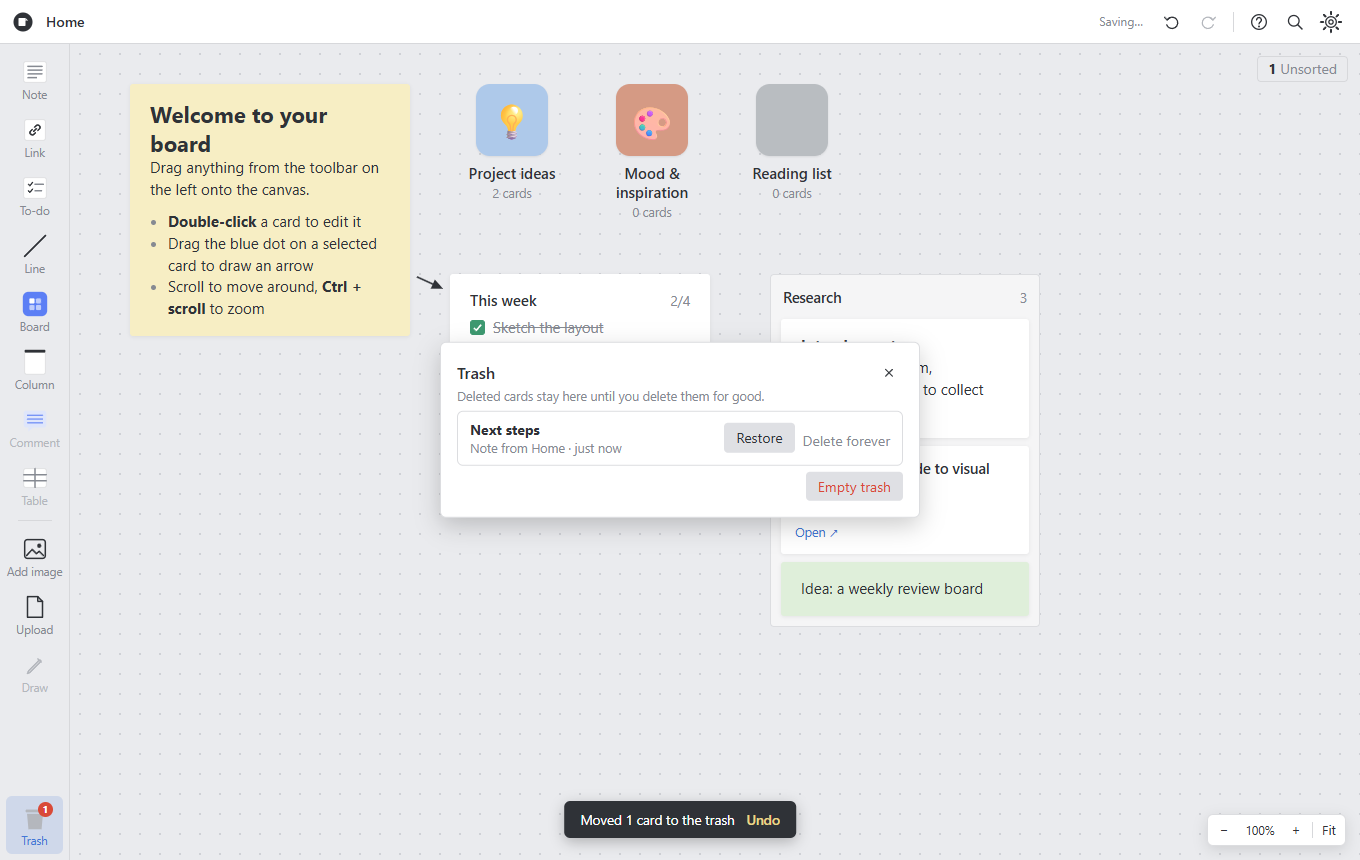 Home
Saving...
Note
Link
To-do
Line
Board
Column
Comment
Table
Add image
Upload
Draw
1
Trash
1 Unsorted
Welcome to your
board
Drag anything from the toolbar on
the left onto the canvas.
Double-click a card to edit it
Drag the blue dot on a selected
card to draw an arrow
Scroll to move around, Ctrl +
scroll to zoom
Project ideas
2 cards
Mood &
inspiration
0 cards
Reading list
0 cards
This week 2/4
Sketch the layout
Research 3
to collect
to visual
Open ↗
Idea: a weekly review board
Trash
Deleted cards stay here until you delete them for good.
Next steps
Note from Home · just now
Restore
Delete forever
Empty trash
Moved 1 card to the trash Undo
− 100% + Fit